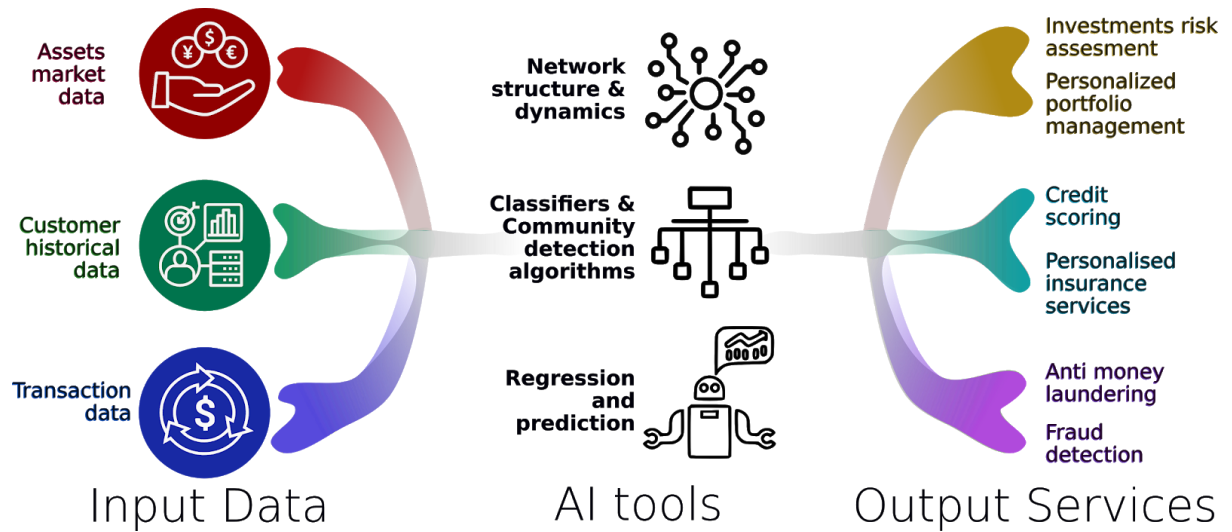 Assets
market
data
¥
$
€
Customer
historical
data
Transaction
data
$
Input Data
Network
structure &
dynamics
Classifiers &
Community
detection
algorithms
Regression
and
prediction
AI tools
Investments risk
assesment
Personalized
portfolio
management
Credit
scoring
Personalised
insurance
services
Anti money
laundering
Fraud
detection
Output Services